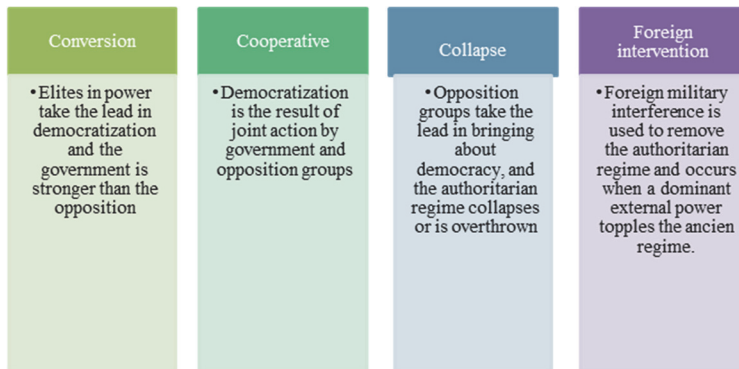 Conversion
• Elites in power
take the lead in
democratization
and the
government is
stronger than the
opposition
Cooperative
• Democratization
is the result of
joint action by
government and
opposition groups
Collapse
• Opposition
groups take the
lead in bringing
about
democracy, and
the authoritarian
regime collapses
or is overthrown
Foreign
intervention
• Foreign military
interference is
used to remove
the authoritarian
regime and occurs
when a dominant
external power
topples the ancien
regime.